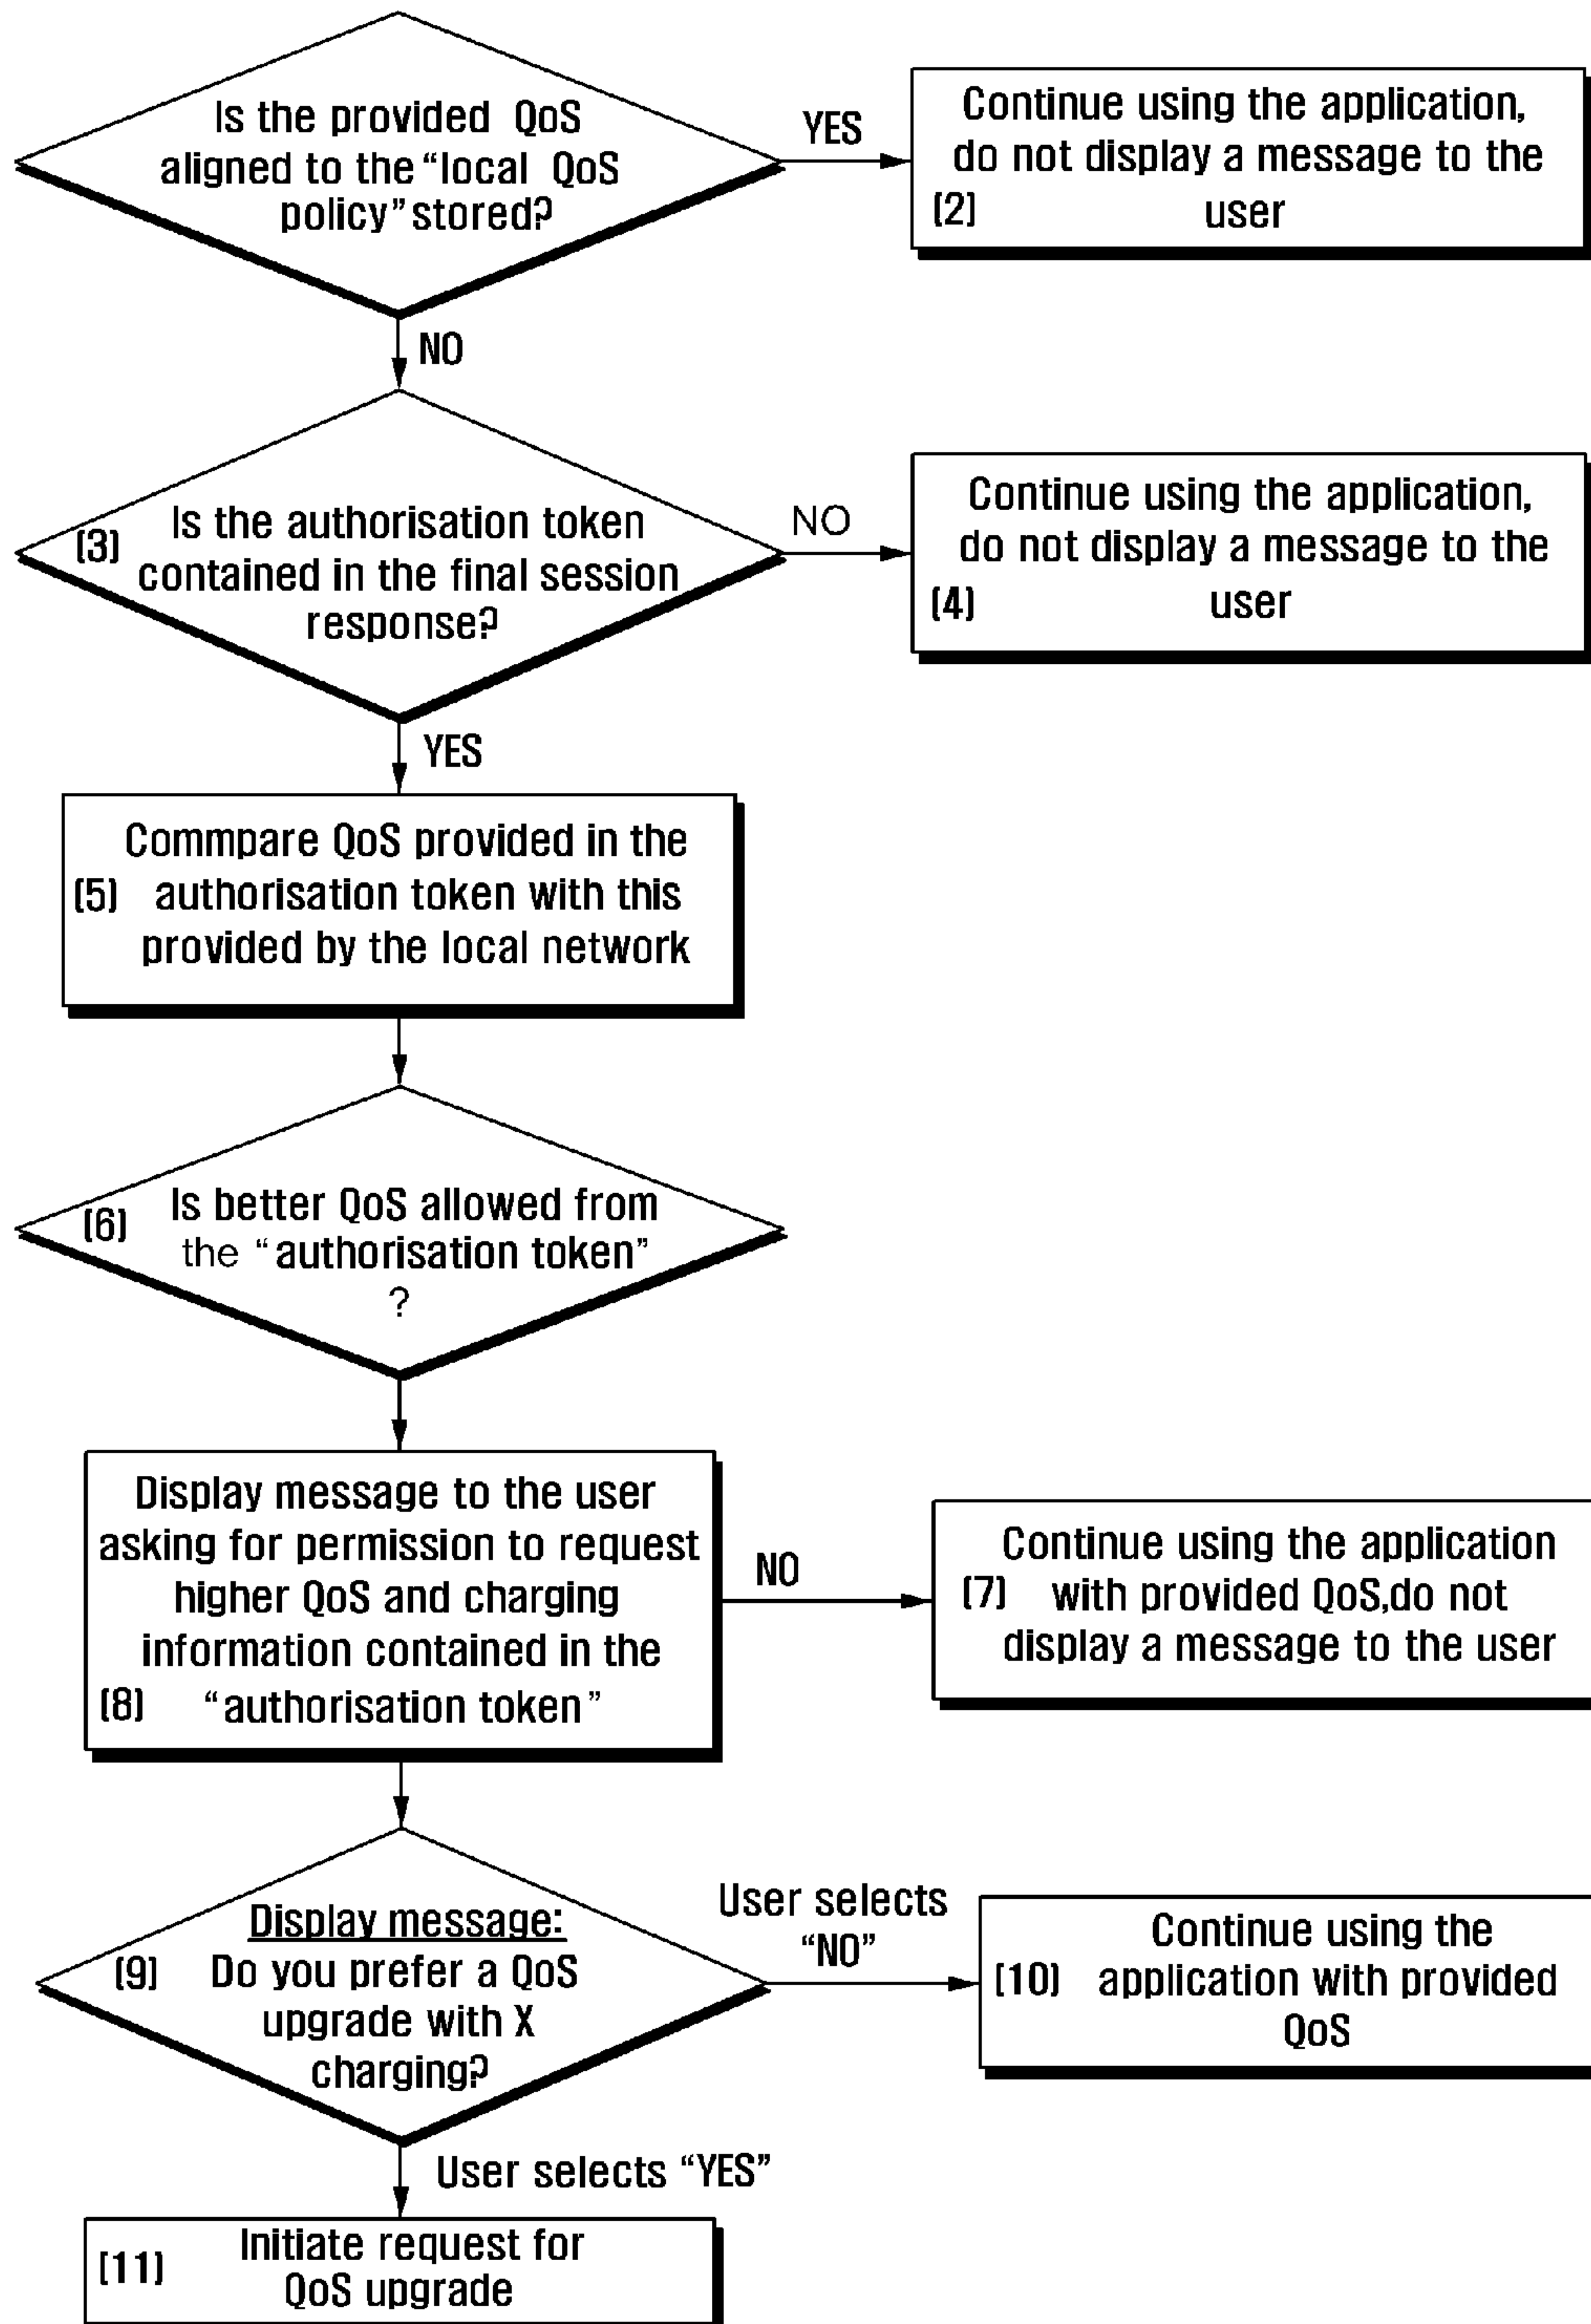 Is the provided QoS
aligned to the “local QoS
policy” stored?
YES
Continue using the application,
do not display a message to the
(2) user
NO
(3) Is the authorisation token
contained in the final session
response?
NO
Continue using the application,
do not display a message to the
(4) user
YES
Commpare QoS provided in the
(5) authorisation token with this
provided by the local network
(6) Is better QoS allowed from
the “authorisation token”
?
Display message to the user
asking for permission to request
higher QoS and charging
information contained in the
(8) “authorisation token”
NO
Continue using the application
(7) with provided QoS,do not
display a message to the user
Display message:
(9) Do you prefer a QoS
upgrade with X
charging?
User selects
“NO”
Continue using the
(10) application with provided
QoS
User selects “YES”
(11) Initiate request for
QoS upgrade